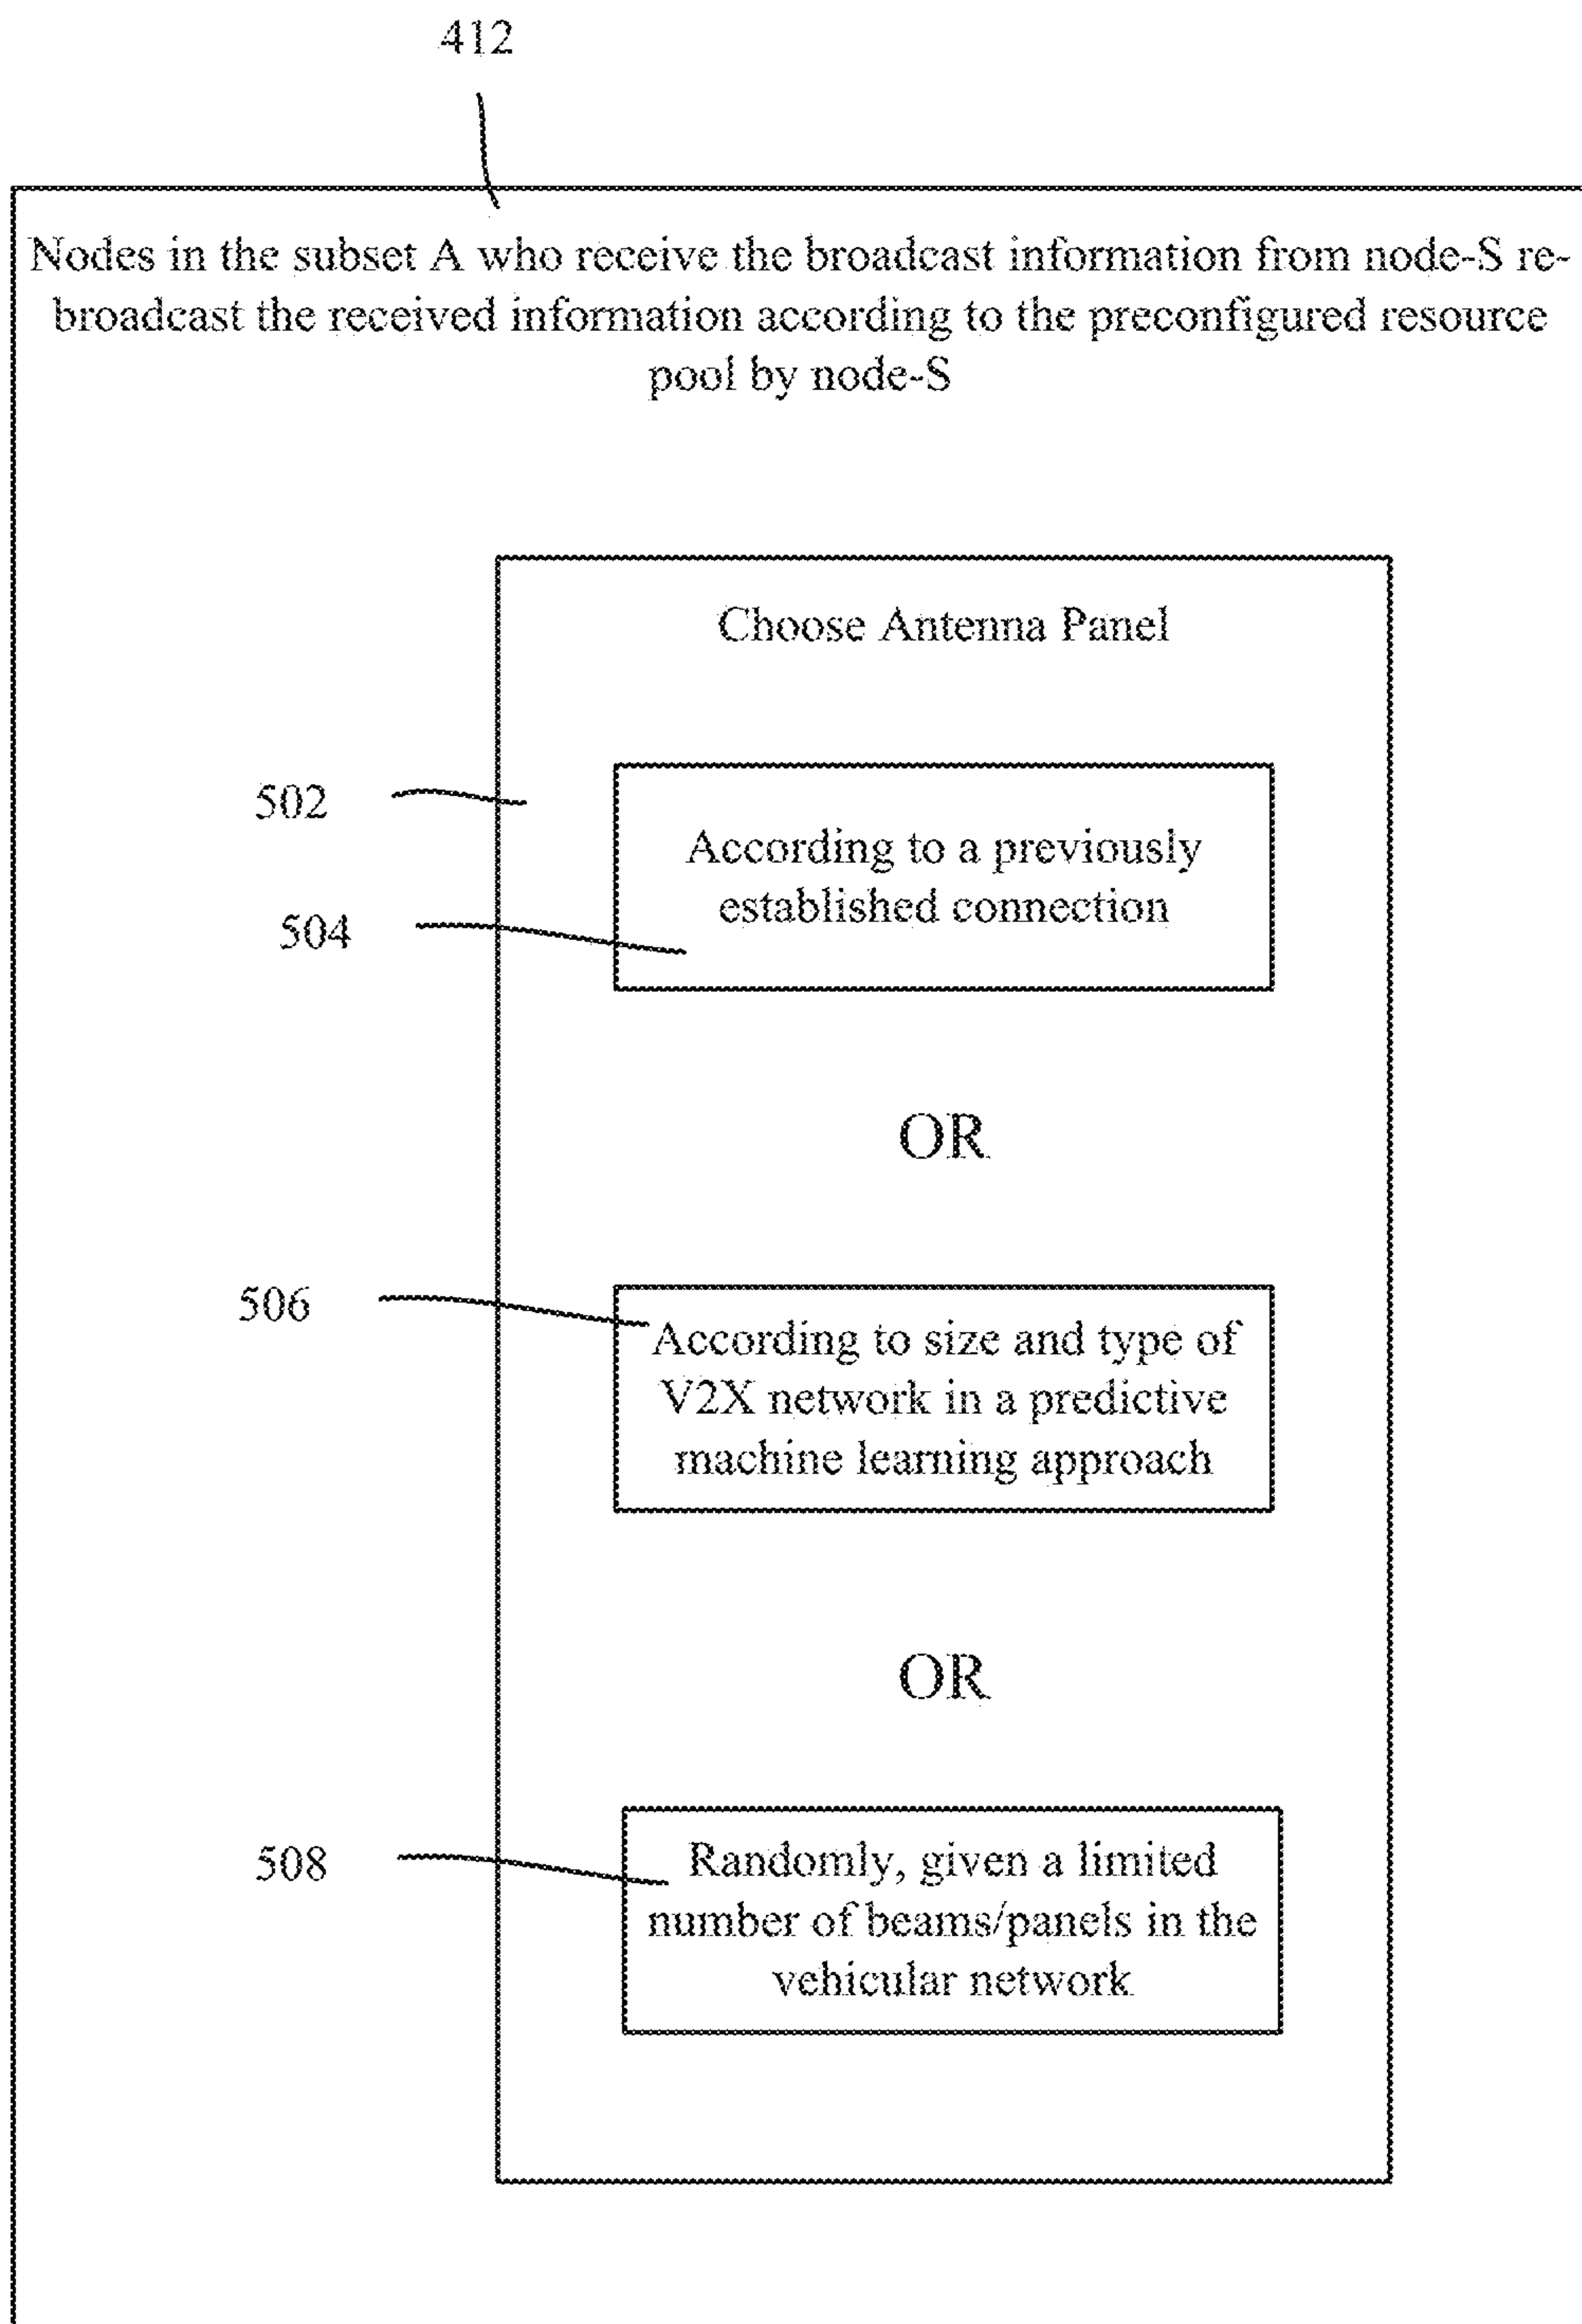 412
Nodes in the subset A who receive the broadcast information from node-S re-
broadcast the received information according to the preconfigured resource
pool by node-S
Choose Antenna Panel
502
According to a previously
established connection
504
OR
506
According to size and type of
V2X network in a predictive
machine learning approach
OR
508
Randomly, given a limited
number of beams/panels in the
vehicular network